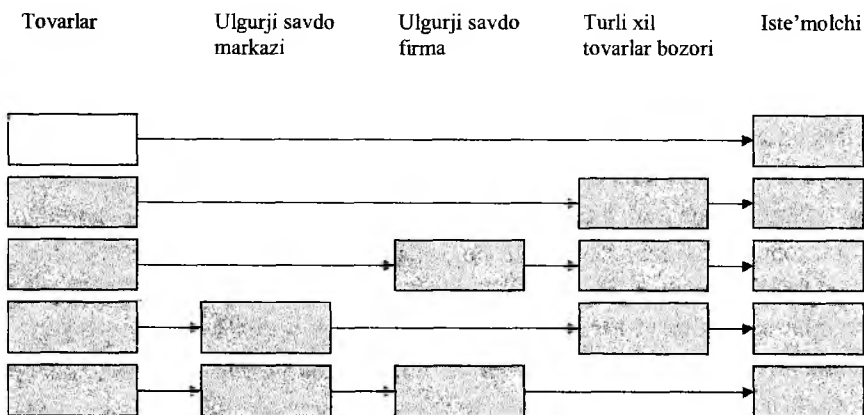 Tovarlar
Ulgurji savdo
markazi
Ulgurji savdo
firma
Turli xil
tovarlar bozori
Iste’molchi